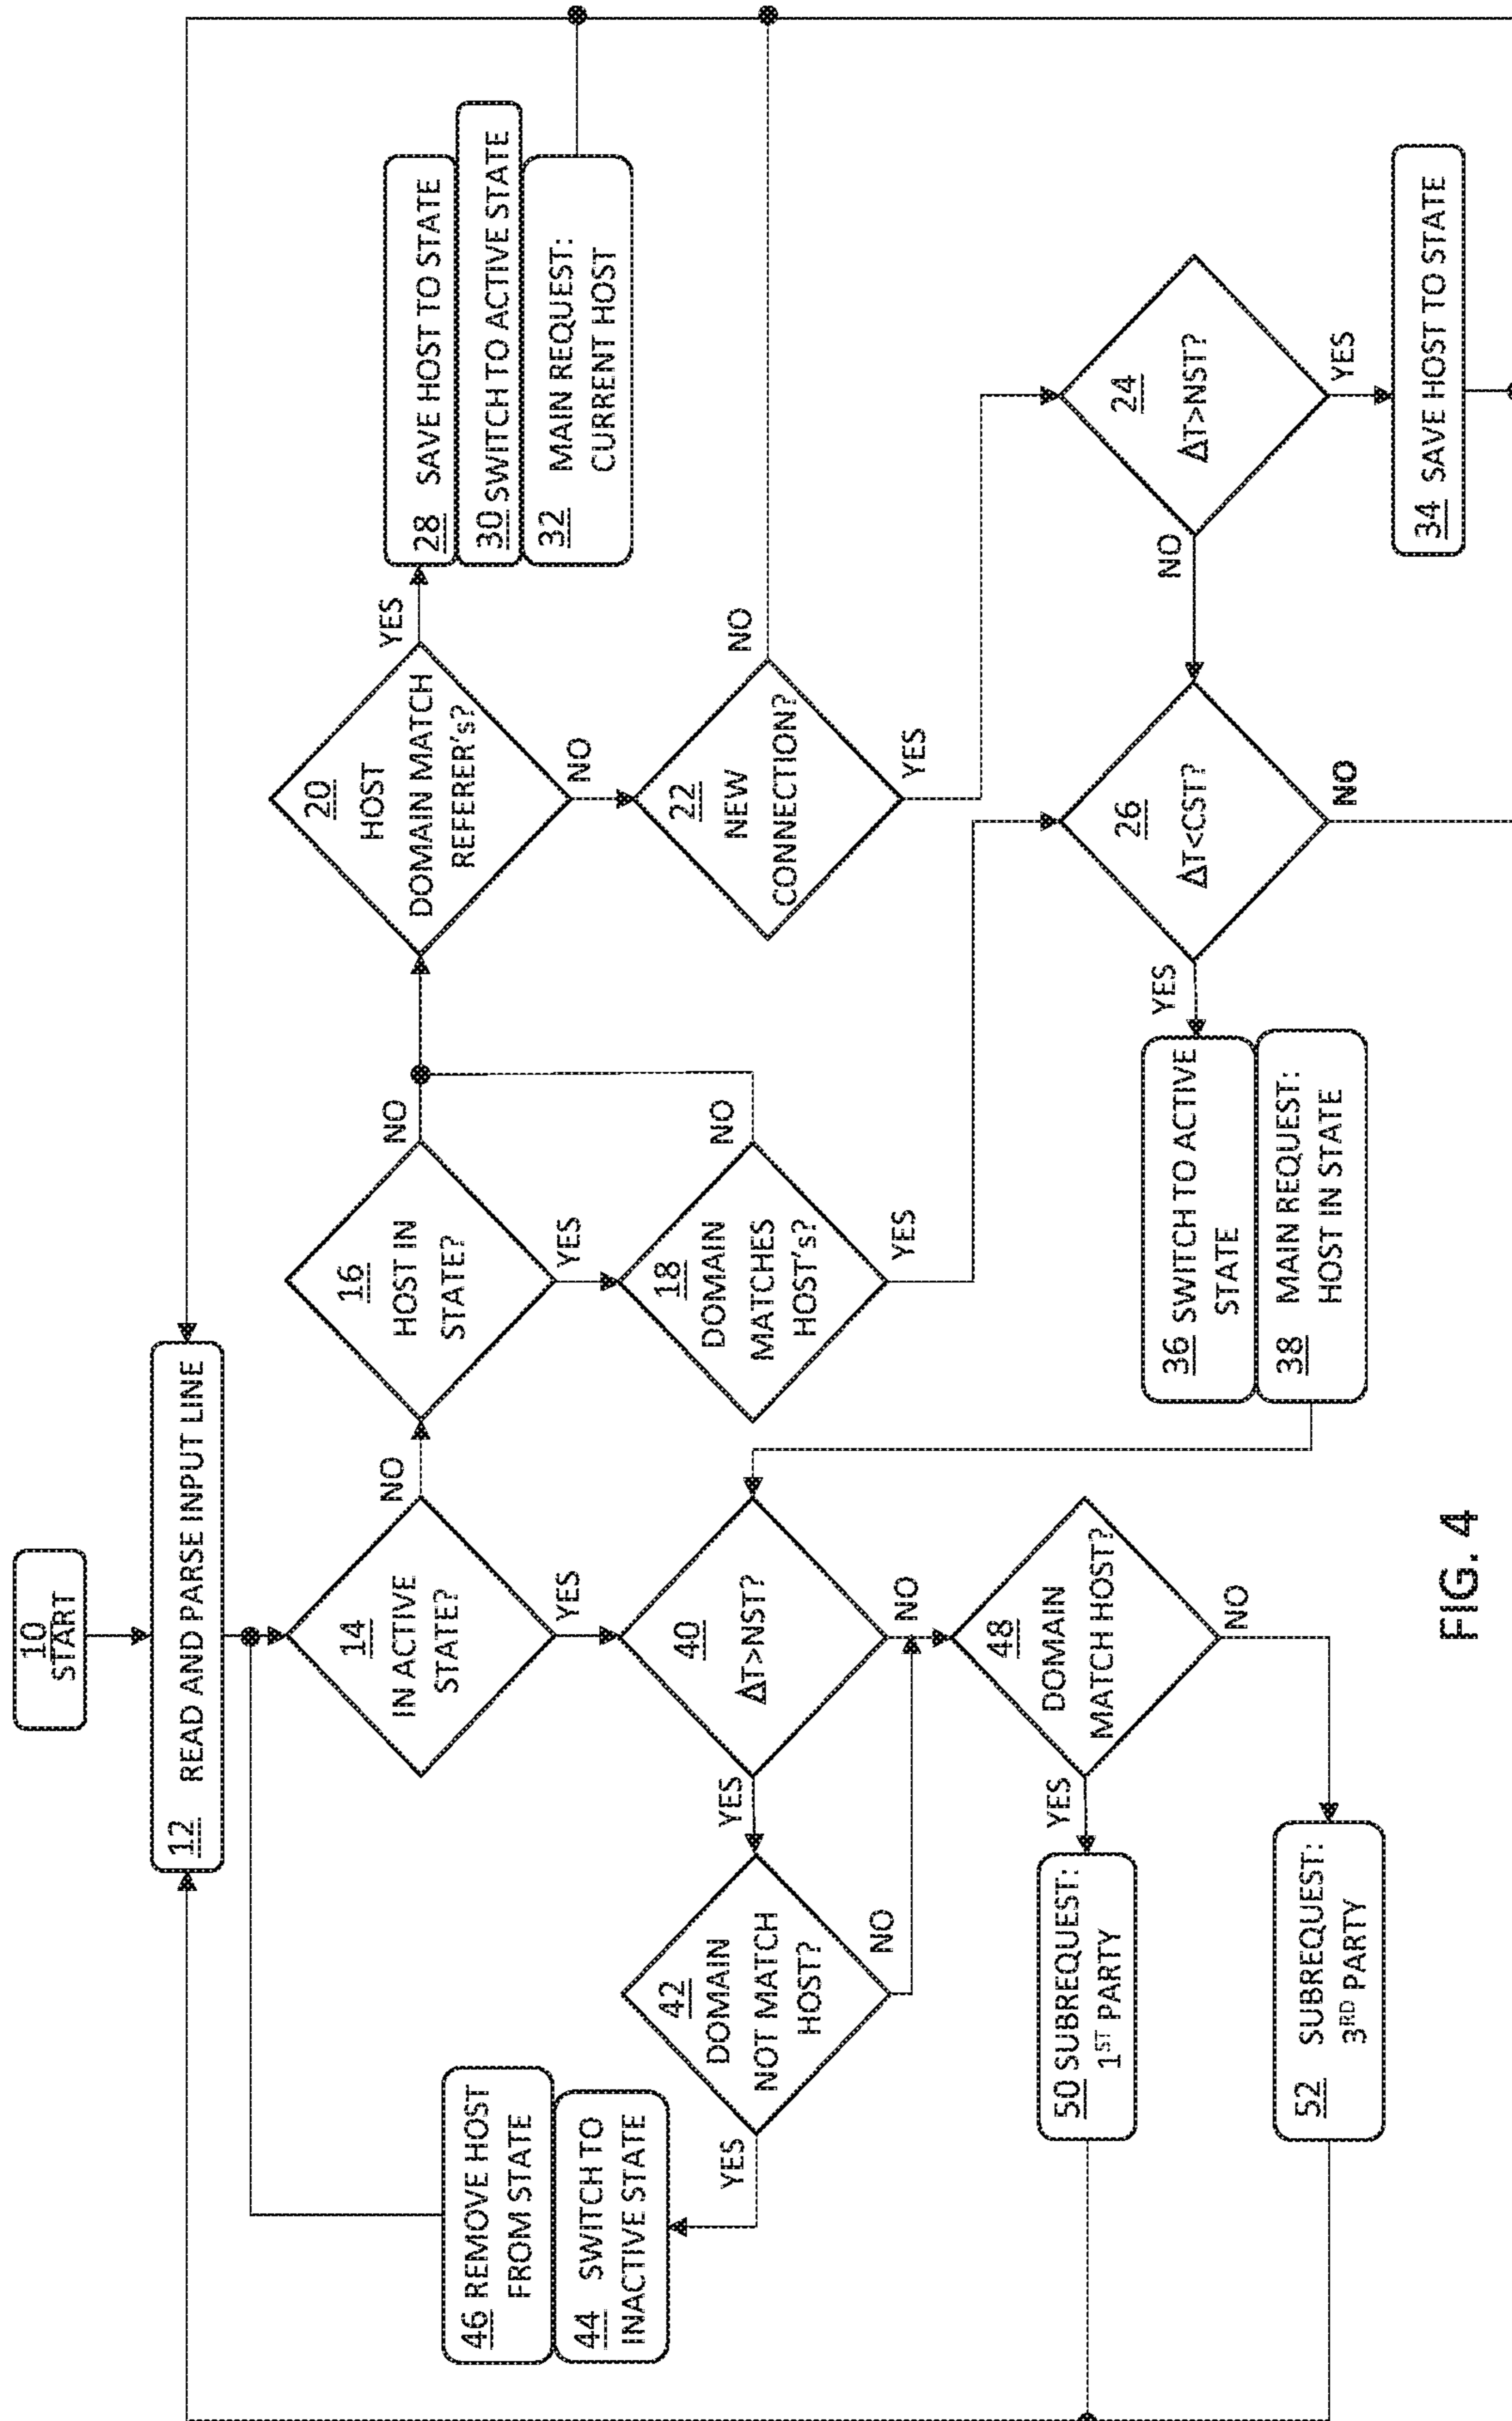 10
START
12 READ AND PARSE INPUT LINE
14
IN ACTIVE
STATE?
NO
YES
16
HOST IN
STATE?
NO
YES
20
HOST
DOMAIN MATCH
REFERER's?
YES
NO
28 SAVE HOST TO STATE
30 SWITCH TO ACTIVE STATE
32 MAIN REQUEST:
CURRENT HOST
46 REMOVE HOST
FROM STATE
44 SWITCH TO
INACTIVE STATE
42
DOMAIN
NOT MATCH
HOST?
YES
NO
40
ΔT>NST?
YES
NO
18
DOMAIN
MATCHES
HOST's?
NO
YES
22
NEW
CONNECTION?
NO
YES
50 SUBREQUEST:
1ST PARTY
48
DOMAIN
MATCH HOST?
YES
NO
52 SUBREQUEST:
3RD PARTY
36 SWITCH TO ACTIVE
STATE
38 MAIN REQUEST:
HOST IN STATE
26
ΔT<CST?
YES
NO
24
ΔT>NST?
NO
YES
34 SAVE HOST TO STATE
FIG. 4